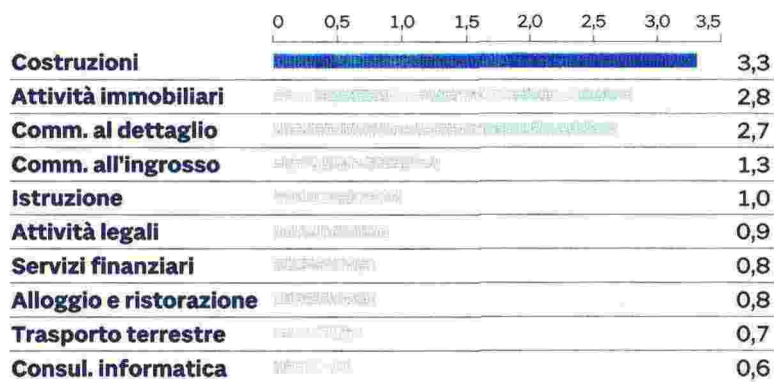 0 0,5 1,0 1,5 2,0 2,5 3,0 3,5
Costruzioni 3,3
Attività immobiliari 2,8
Comm. al dettaglio 2,7
Comm. all'ingrosso 1,3
Istruzione 1,0
Attività legali 0,9
Servizi finanziari 0,8
Alloggio e ristorazione 0,8
Trasporto terrestre 0,7
Consul. informatica 0,6